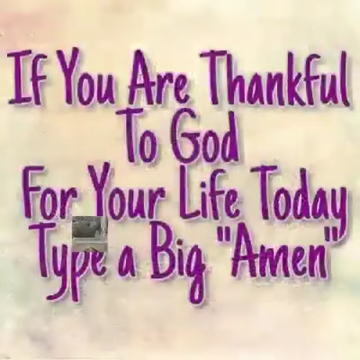 If You Are Thankful
To God
For Your Life Today
Type a Big "Amen"